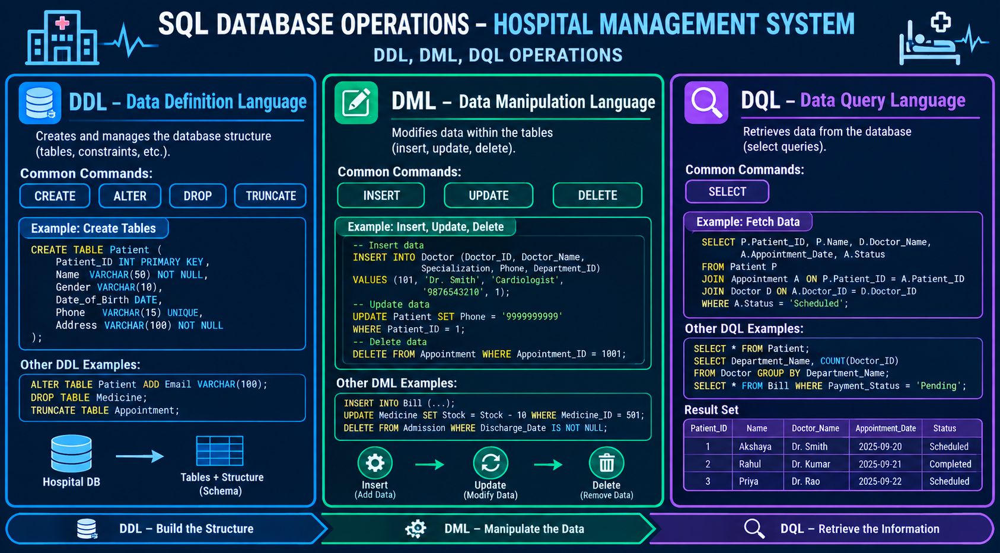 SQL DATABASE OPERATIONS – HOSPITAL MANAGEMENT SYSTEM
DDL, DML, DQL OPERATIONS
DDL – Data Definition Language
Creates and manages the database structure
(tables, constraints, etc.).
Common Commands:
CREATE
ALTER
DROP
TRUNCATE
Example: Create Tables
CREATE TABLE Patient (
Patient_ID INT PRIMARY KEY,
Name VARCHAR(50) NOT NULL,
Gender VARCHAR(10),
Date_of_Birth DATE,
Phone VARCHAR(15) UNIQUE,
Address VARCHAR(100) NOT NULL
);
Other DDL Examples:
ALTER TABLE Patient ADD Email VARCHAR(100);
DROP TABLE Medicine;
TRUNCATE TABLE Appointment;
Hospital DB
Tables + Structure
(Schema)
DML – Data Manipulation Language
Modifies data within the tables
(insert, update, delete).
Common Commands:
INSERT
UPDATE
DELETE
Example: Insert, Update, Delete
-- Insert data
INSERT INTO Doctor (Doctor_ID, Doctor_Name,
Specialization, Phone, Department_ID)
VALUES (101, 'Dr. Smith', 'Cardiologist',
'9876543210', 1);
-- Update data
UPDATE Patient SET Phone = '9999999999'
WHERE Patient_ID = 1;
-- Delete data
DELETE FROM Appointment WHERE Appointment_ID = 1001;
Other DML Examples:
INSERT INTO Bill (...);
UPDATE Medicine SET Stock = Stock - 10 WHERE Medicine_ID = 501;
DELETE FROM Admission WHERE Discharge_Date IS NOT NULL;
Insert
(Add Data)
Update
(Modify Data)
Delete
(Remove Data)
DQL – Data Query Language
Retrieves data from the database
(select queries).
Common Commands:
SELECT
Example: Fetch Data
SELECT P.Patient_ID, P.Name, D.Doctor_Name,
A.Appointment_Date, A.Status
FROM Patient P
JOIN Appointment A ON P.Patient_ID = A.Patient_ID
JOIN Doctor D ON A.Doctor_ID = D.Doctor_ID
WHERE A.Status = 'Scheduled';
Other DQL Examples:
SELECT * FROM Patient;
SELECT Department_Name, COUNT(Doctor_ID)
FROM Doctor GROUP BY Department_Name;
SELECT * FROM Bill WHERE Payment_Status = 'Pending';
Result Set
Patient_ID Name Doctor_Name Appointment_Date Status
1 Akshaya Dr. Smith 2025-09-20 Scheduled
2 Rahul Dr. Kumar 2025-09-21 Completed
3 Priya Dr. Rao 2025-09-22 Scheduled
DDL – Build the Structure
DML – Manipulate the Data
DQL – Retrieve the Information